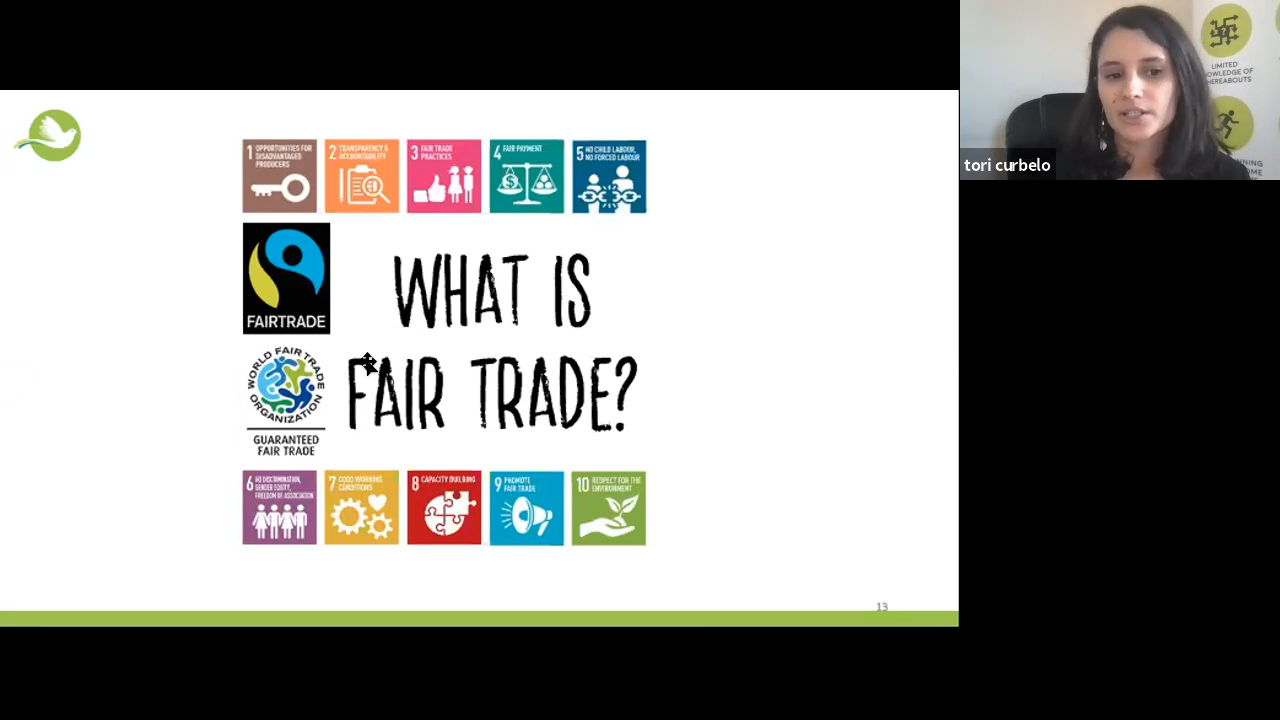 1 OPPORTUNITIES FOR
DISADVANTAGED
PRODUCERS
2 TRANSPARENCY &
ACCOUNTABILITY
3 FAIR TRADE
PRACTICES
4 FAIR PAYMENT
5 NO CHILD LABOUR,
NO FORCED LABOUR
FAIRTRADE
WHAT IS
FAIR TRADE?
WORLD FAIR TRADE
ORGANIZATION
GUARANTEED
FAIR TRADE
6 NO DISCRIMINATION,
GENDER EQUITY,
FREEDOM OF ASSOCIATION
7 GOOD WORKING
CONDITIONS
8 CAPACITY BUILDING
9 PROMOTE
FAIR TRADE
10 RESPECT FOR THE
ENVIRONMENT
13
LIMITED
OF
tori curbelo